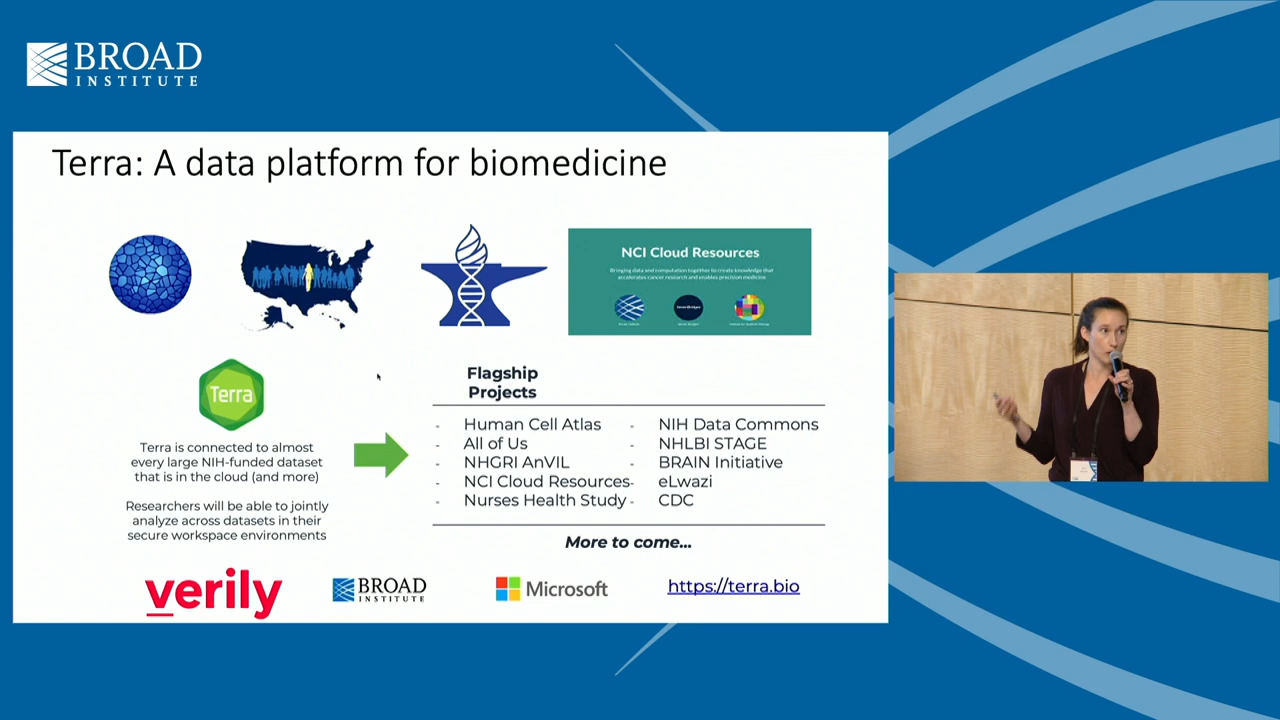 BROAD
INSTITUTE
Terra: A data platform for biomedicine
NCI Cloud Resources
Bringing data and computation together to create knowledge that
accelerates cancer research and enables precision medicine
Terra
Terra is connected to almost
every large NIH-funded dataset
that is in the cloud (and more)
Researchers will be able to jointly
analyze across datasets in their
secure workspace environments
Flagship
Projects
- Human Cell Atlas
- All of Us
- NHGRI AnVIL
- NCI Cloud Resources
- Nurses Health Study
- NIH Data Commons
- NHLBI STAGE
- BRAIN Initiative
- eLwazi
- CDC
More to come...
verily
BROAD
INSTITUTE
Microsoft
https://terra.bio